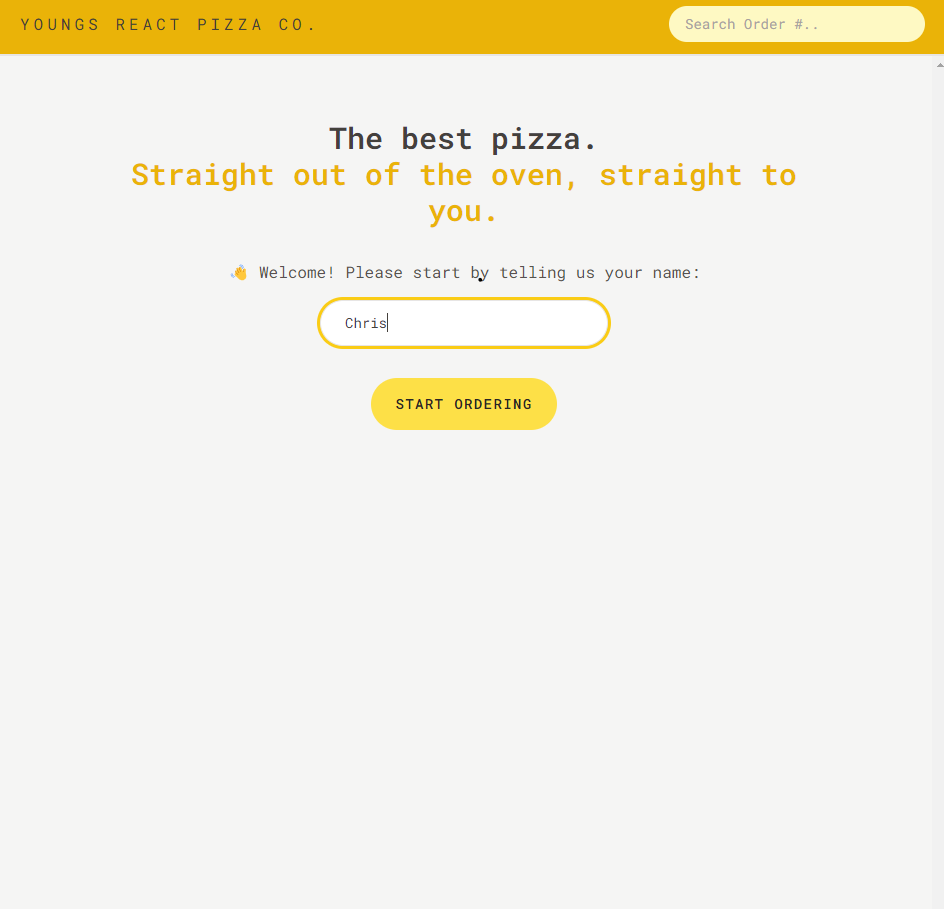 YOUNGS REACT PIZZA CO.
Search Order #..
The best pizza.
Straight out of the oven, straight to
you.
👋 Welcome! Please start by telling us your name:
Chris
START ORDERING